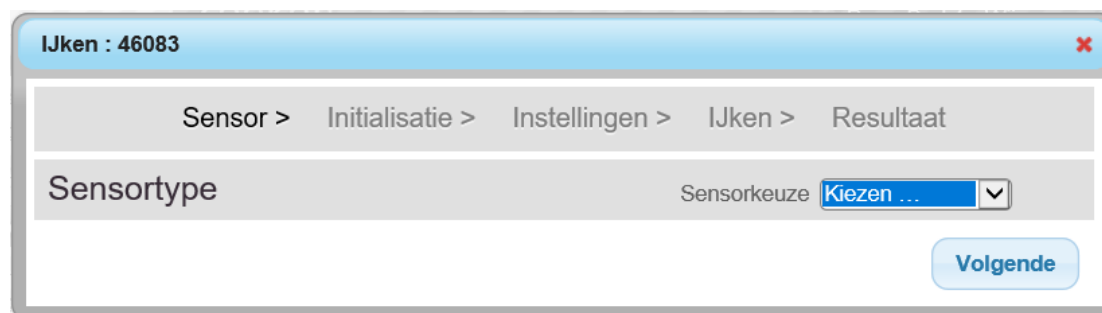 IJken : 46083
Sensor > Initialisatie > Instellingen > IJken > Resultaat
Sensortype Sensorkeuze Kiezen ...
Volgende